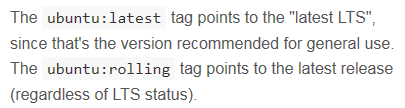 The ubuntu:latest tag points to the "latest LTS",
since that's the version recommended for general use.
The ubuntu:rolling tag points to the latest release
(regardless of LTS status).